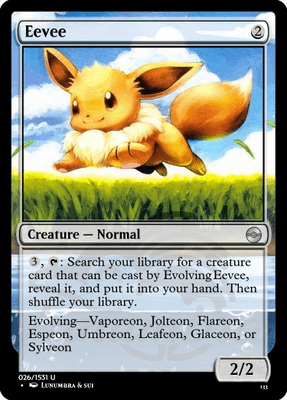 Eevee 2
Creature — Normal
3, T: Search your library for a creature
card that can be cast by Evolving Eevee,
reveal it, and put it into your hand. Then
shuffle your library.
Evolving—Vaporeon, Jolteon, Flareon,
Espeon, Umbreon, Leafeon, Glaceon, or
Sylveon
2/2
026/1531 U
LUNUMBRA & SUI